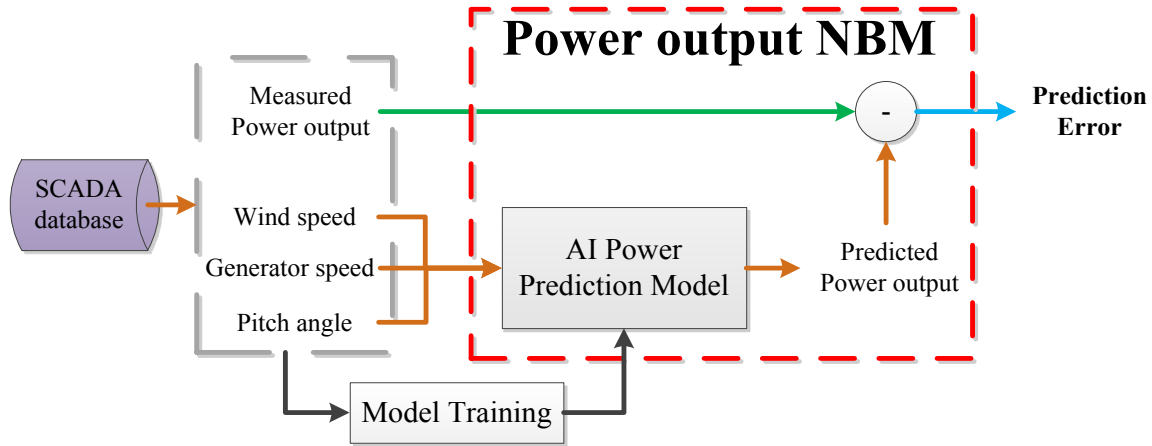 Power output NBM
Measured
Power output
-
Prediction
Error
SCADA
database
Wind speed
Generator speed
Pitch angle
AI Power
Prediction Model
Predicted
Power output
Model Training